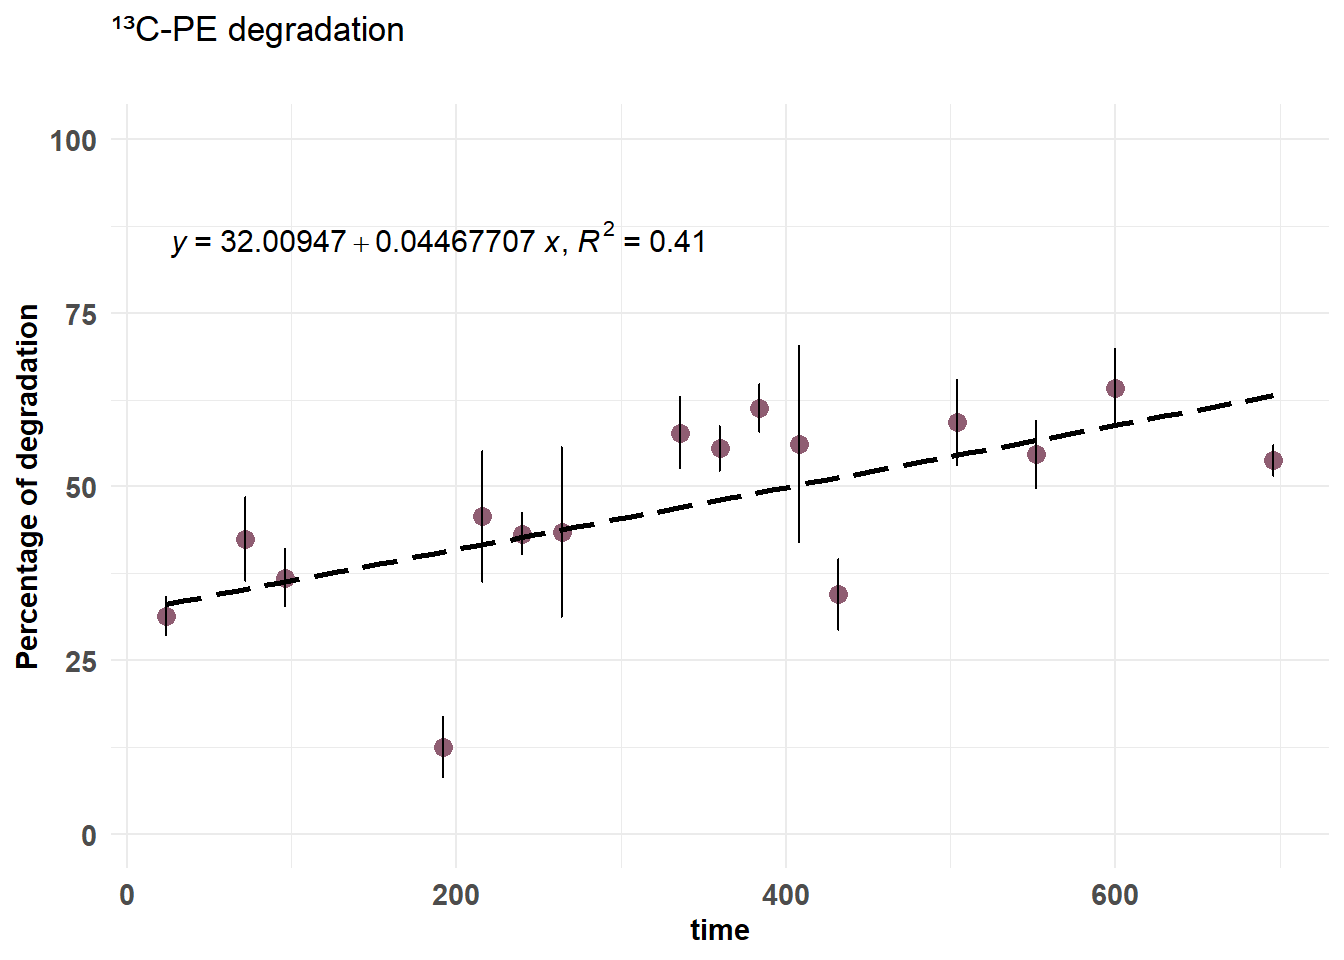 ¹³C-PE degradation
100
y = 32.00947 + 0.04467707 x, R² = 0.41
75
Percentage of degradation
50
25
0
0 200 400 600
time